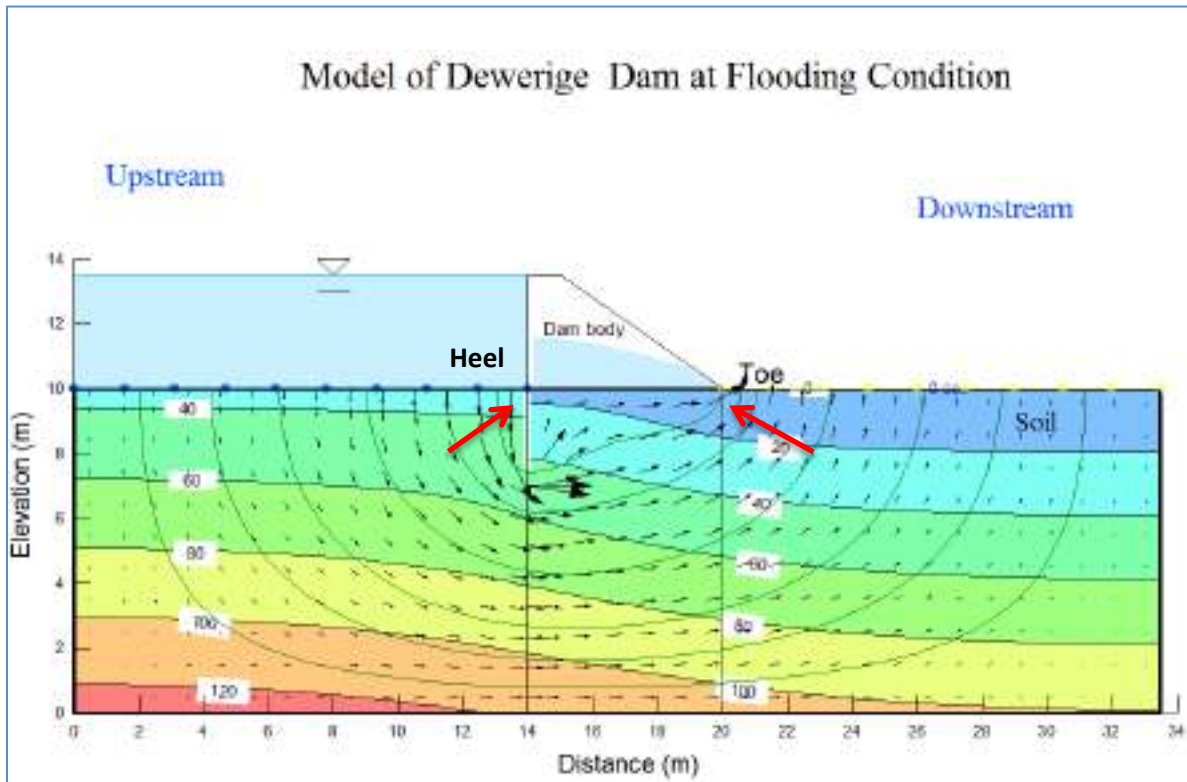 Model of Dewerige Dam at Flooding Condition
Upstream
Downstream
14
12
10
8
6
4
2
0
Elevation (m)
Dam body
Heel
Toe
Soil
40
60
80
100
120
20
40
60
80
100
0 2 4 6 8 10 12 14 16 18 20 22 24 26 28 30 32 34
Distance (m)